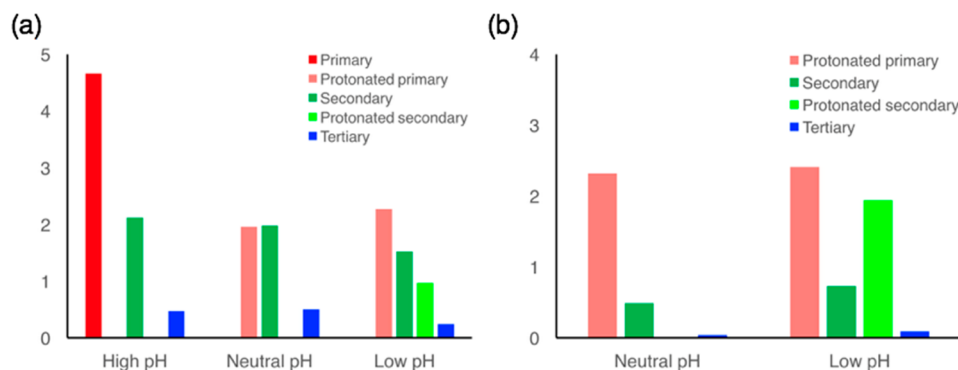 (a)
5
4
3
2
1
0
Primary
Protonated primary
Secondary
Protonated secondary
Tertiary
High pH Neutral pH Low pH
(b)
4
3
2
1
0
Protonated primary
Secondary
Protonated secondary
Tertiary
Neutral pH Low pH